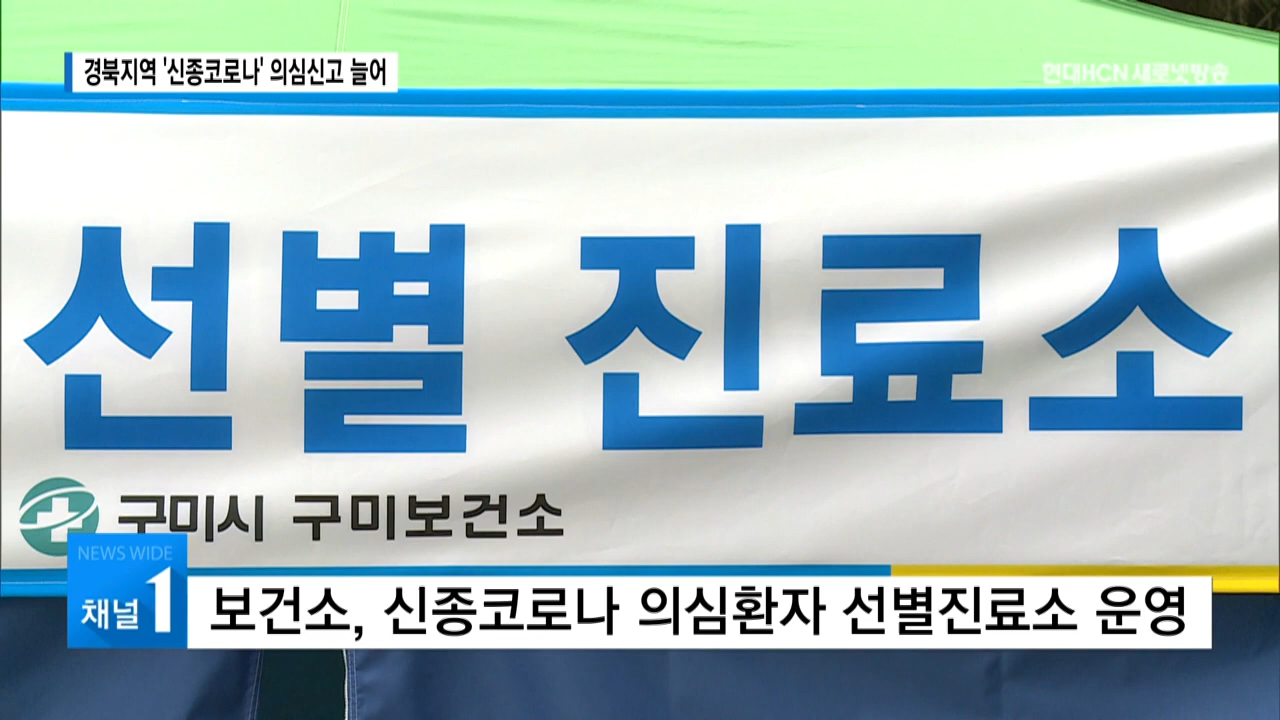 경북지역 '신종코로나' 의심신고 늘어
현대HCN 새로넷방송
선별 진료소
구미시 구미보건소
NEWS WIDE
채널 1
보건소, 신종코로나 의심환자 선별진료소 운영